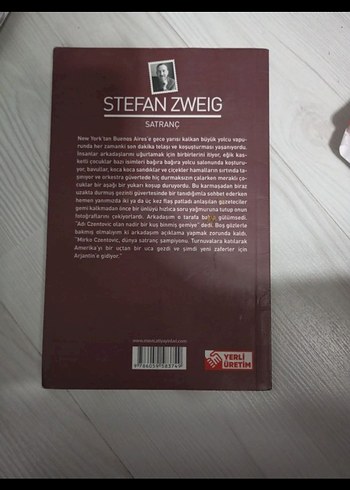 STEFAN ZWEIG
SATRANÇ
New York'tan Buenos Aires'e gece yarısı kalkan büyük yolcu vapu-
runda her zamanki son dakika telaşı ve koşuşturması yaşanıyordu.
İnsanlar arkadaşlarını uğurlamak için birbirlerini itiyor, eğik kas-
ketli çocuklar bazı isimleri bağıra bağıra yolcu salonunda koşturu-
yor, bavullar, koca koca sandıklar ve çiçekler hamalların sırtında ta-
şınıyor ve orkestra güvertede hiç durmaksızın çalarken meraklı ço-
cuklar bir aşağı bir yukarı koşup duruyordu. Bu karmaşadan biraz
uzakta durmuş gezinti güvertesinde bir tanıdığımla sohbet ederken
hemen yanımızda iki ya da üç kez flaş patladı anlaşılan gazeteciler
gemi kalkmadan önce bir ünlüyü hızlıca soru yağmuruna tutup onun
fotoğraflarını çekiyorlardı. Arkadaşım o tarafa gülümsedi.
"Adı Czentovic olan nadir bir kuş binmiş gemiye" dedi. Boş gözlerle
bakmış olmalıyım ki arkadaşım açıklama yapmak zorunda kaldı.
"Mirko Czentovic, dünya satranç şampiyonu. Turnuvalara katılarak
Amerika'yı bir uçtan bir uca gezdi ve şimdi yeni zaferler için
Arjantin'e gidiyor."
YERLİ
ÜRETİM